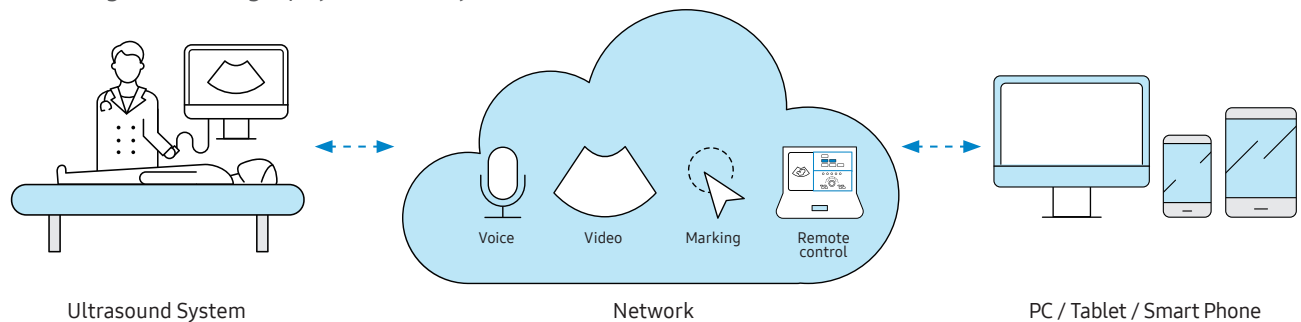 Voice
Video
Marking
Remote
control
Ultrasound System
Network
PC / Tablet / Smart Phone